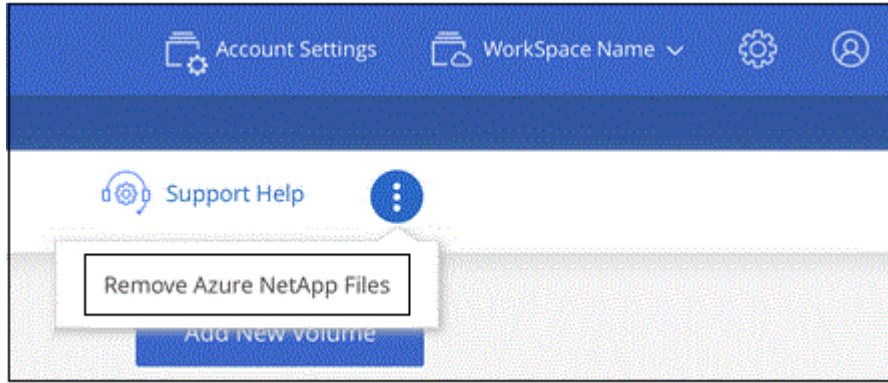 Account Settings WorkSpace Name
Support Help
Remove Azure NetApp Files
Add New Volume